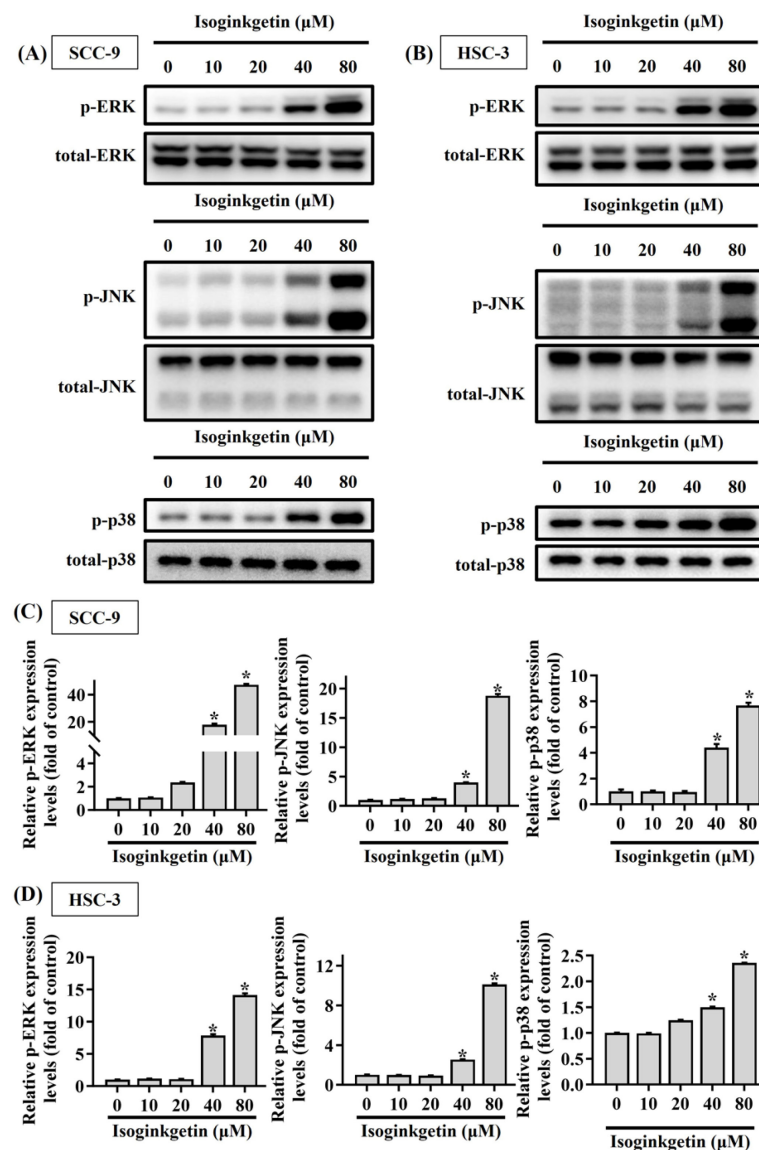 Isoginkgetin (μM)
(A) SCC-9
0 10 20 40 80
p-ERK
total-ERK
Isoginkgetin (μM)
0 10 20 40 80
p-JNK
total-JNK
Isoginkgetin (μM)
0 10 20 40 80
p-p38
total-p38
Isoginkgetin (μM)
(B) HSC-3
0 10 20 40 80
p-ERK
total-ERK
Isoginkgetin (μM)
0 10 20 40 80
p-JNK
total-JNK
Isoginkgetin (μM)
0 10 20 40 80
p-p38
total-p38
(C) SCC-9
Relative p-ERK expression
levels (fold of control)
40
20
4
2
0
* *
0 10 20 40 80
Isoginkgetin (μM)
Relative p-JNK expression
levels (fold of control)
20
15
10
5
0
* *
0 10 20 40 80
Isoginkgetin (μM)
Relative p-p38 expression
levels (fold of control)
10
8
6
4
2
0
* *
0 10 20 40 80
Isoginkgetin (μM)
(D) HSC-3
Relative p-ERK expression
levels (fold of control)
20
15
10
5
0
* *
0 10 20 40 80
Isoginkgetin (μM)
Relative p-JNK expression
levels (fold of control)
12
8
4
0
* *
0 10 20 40 80
Isoginkgetin (μM)
Relative p-p38 expression
levels (fold of control)
2.5
2.0
1.5
1.0
0.5
0.0
* *
0 10 20 40 80
Isoginkgetin (μM)